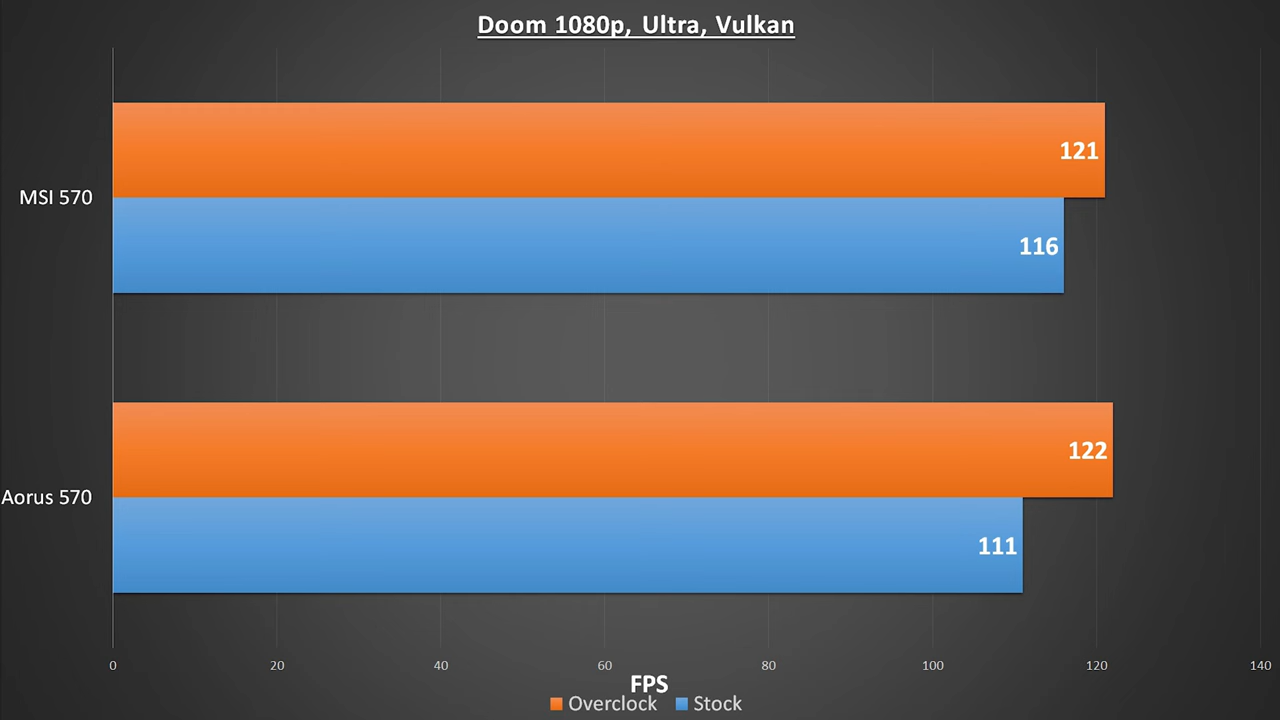 Doom 1080p, Ultra, Vulkan
121
MSI 570
116
122
Aorus 570
111
0 20 40 60 80 100 120 140
FPS
Overclock Stock